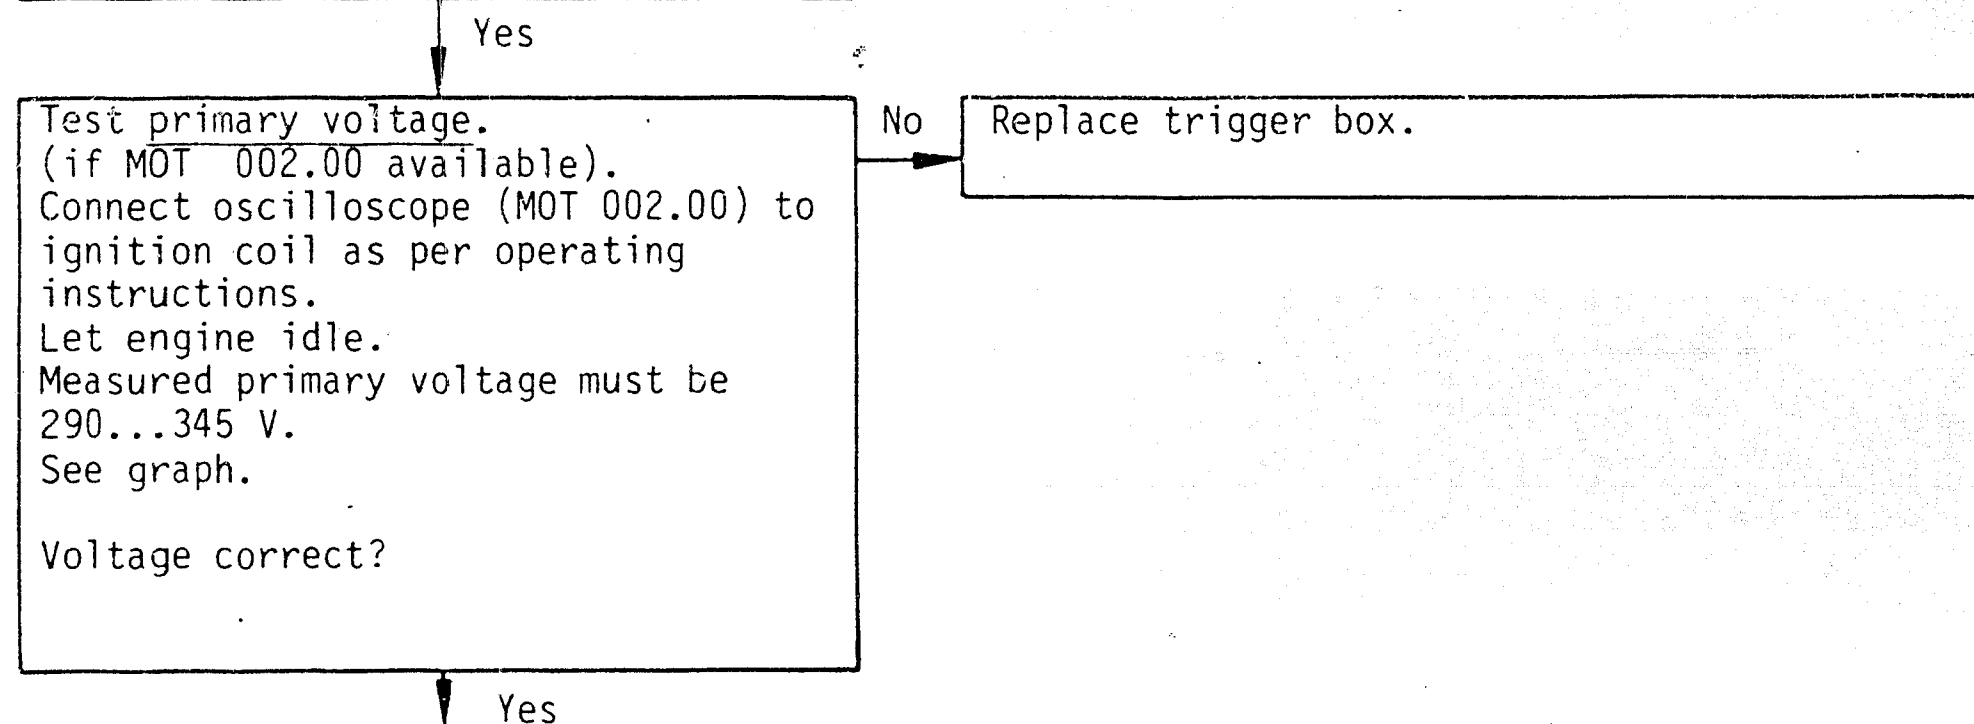 Yes
Test primary voltage.
(if MOT 002.00 available).
Connect oscilloscope (MOT 002.00) to
ignition coil as per operating
instructions.
Let engine idle.
Measured primary voltage must be
290...345 V.
See graph.
Voltage correct?
No
Replace trigger box.
Yes